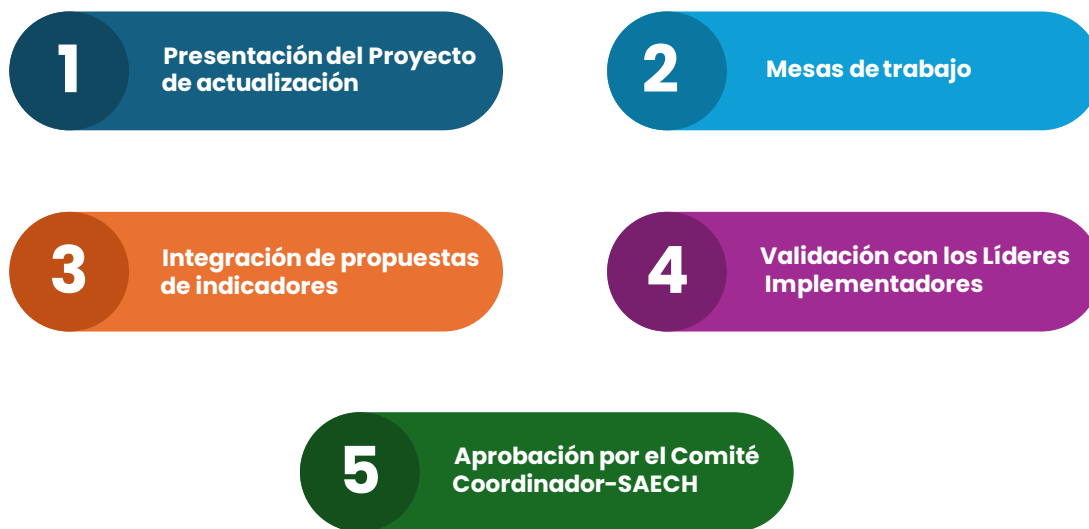 1
Presentación del Proyecto
de actualización
2
Mesas de trabajo
3
Integración de propuestas
de indicadores
4
Validación con los Líderes
Implementadores
5
Aprobación por el Comité
Coordinador-SAECH